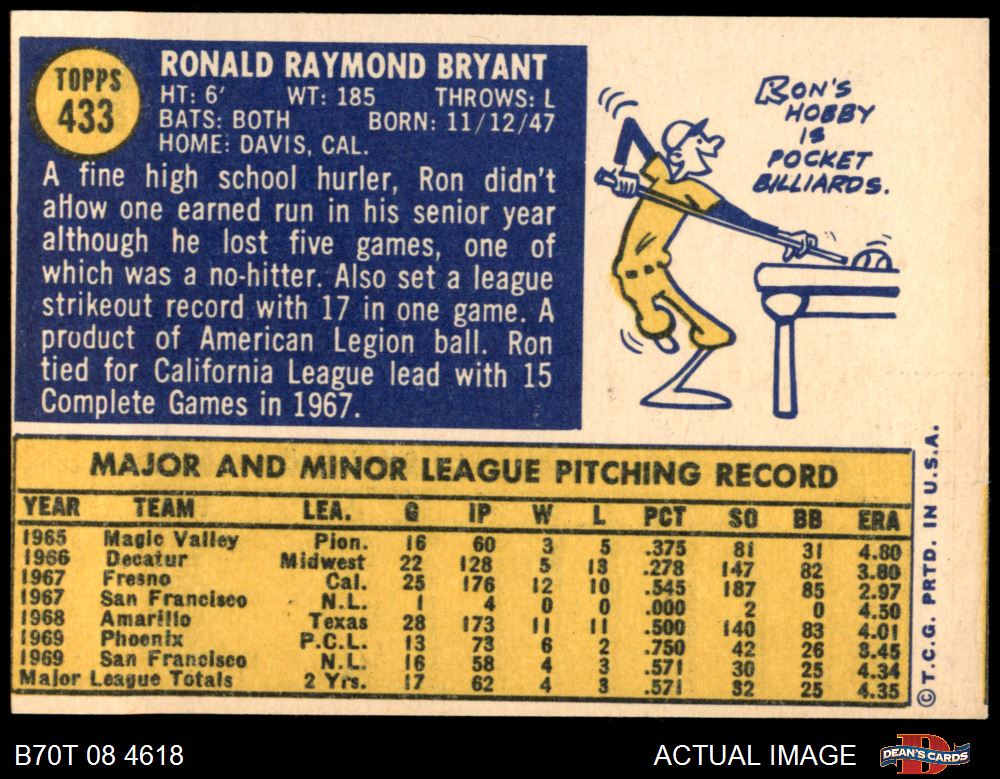 TOPPS
433
RONALD RAYMOND BRYANT
HT: 6' WT: 185 THROWS: L
BATS: BOTH BORN: 11/12/47
HOME: DAVIS, CAL.
A fine high school hurler, Ron didn't
allow one earned run in his senior year
although he lost five games, one of
which was a no-hitter. Also set a league
strikeout record with 17 in one game. A
product of American Legion ball. Ron
tied for California League lead with 15
Complete Games in 1967.
RON'S
HOBBY
IS
POCKET
BILLIARDS.
MAJOR AND MINOR LEAGUE PITCHING RECORD
YEAR TEAM LEA. G IP W L PCT SO BB ERA
1965 Magic Valley Pion. 16 60 3 5 .375 81 31 4.80
1966 Decatur Midwest 22 128 5 13 .278 147 82 3.80
1967 Fresno Cal. 25 176 12 10 .545 187 85 2.97
1967 San Francisco N.L. 1 4 0 0 .000 2 0 4.50
1968 Amarillo Texas 28 173 11 11 .500 140 83 4.01
1969 Phoenix P.C.L. 13 73 6 2 .750 42 26 3.45
1969 San Francisco N.L. 16 58 4 3 .571 30 25 4.34
Major League Totals 2 Yrs. 17 62 4 3 .571 32 25 4.35
© T.C.G. PRTD. IN U.S.A.
B70T 08 4618
ACTUAL IMAGE
DEAN'S CARDS